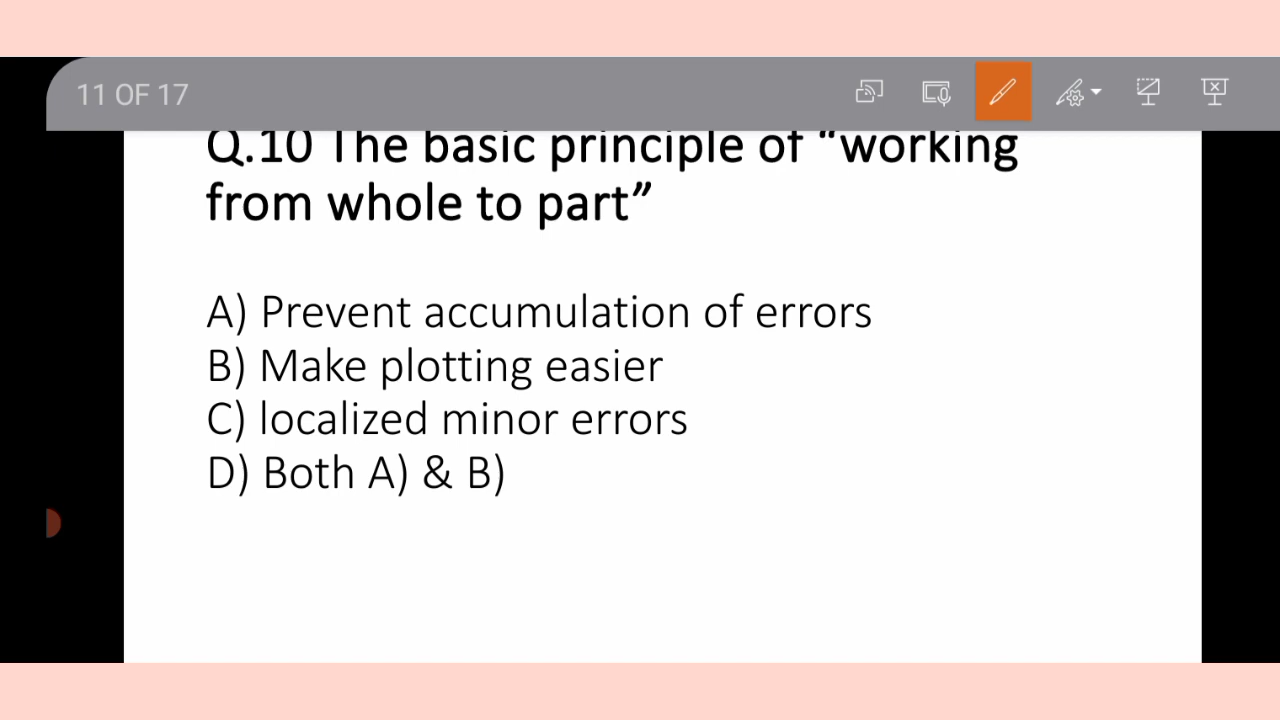 11 OF 17
Q.10 The basic principle of “working
from whole to part”
A) Prevent accumulation of errors
B) Make plotting easier
C) localized minor errors
D) Both A) & B)